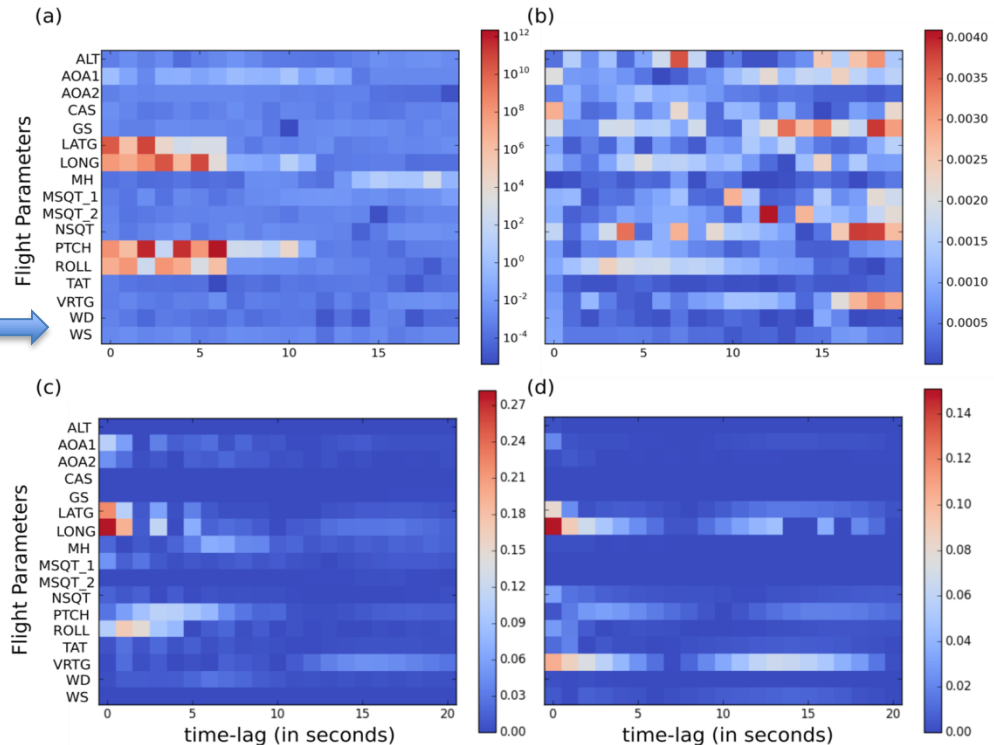 (a)
(b)
Flight Parameters
ALT
AOA1
AOA2
CAS
GS
LATG
LONG
MH
MSQT_1
MSQT_2
NSQT
PTCH
ROLL
TAT
VRTG
WD
WS
0 5 10 15
10^12
10^10
10^8
10^6
10^4
10^2
10^0
10^-2
10^-4
5 10 15
0.0040
0.0035
0.0030
0.0025
0.0020
0.0015
0.0010
0.0005
(c)
(d)
Flight Parameters
ALT
AOA1
AOA2
CAS
GS
LATG
LONG
MH
MSQT_1
MSQT_2
NSQT
PTCH
ROLL
TAT
VRTG
WD
WS
0 5 10 15 20
time-lag (in seconds)
0.27
0.24
0.21
0.18
0.15
0.12
0.09
0.06
0.03
0.00
0 5 10 15 20
time-lag (in seconds)
0.14
0.12
0.10
0.08
0.06
0.04
0.02
0.00